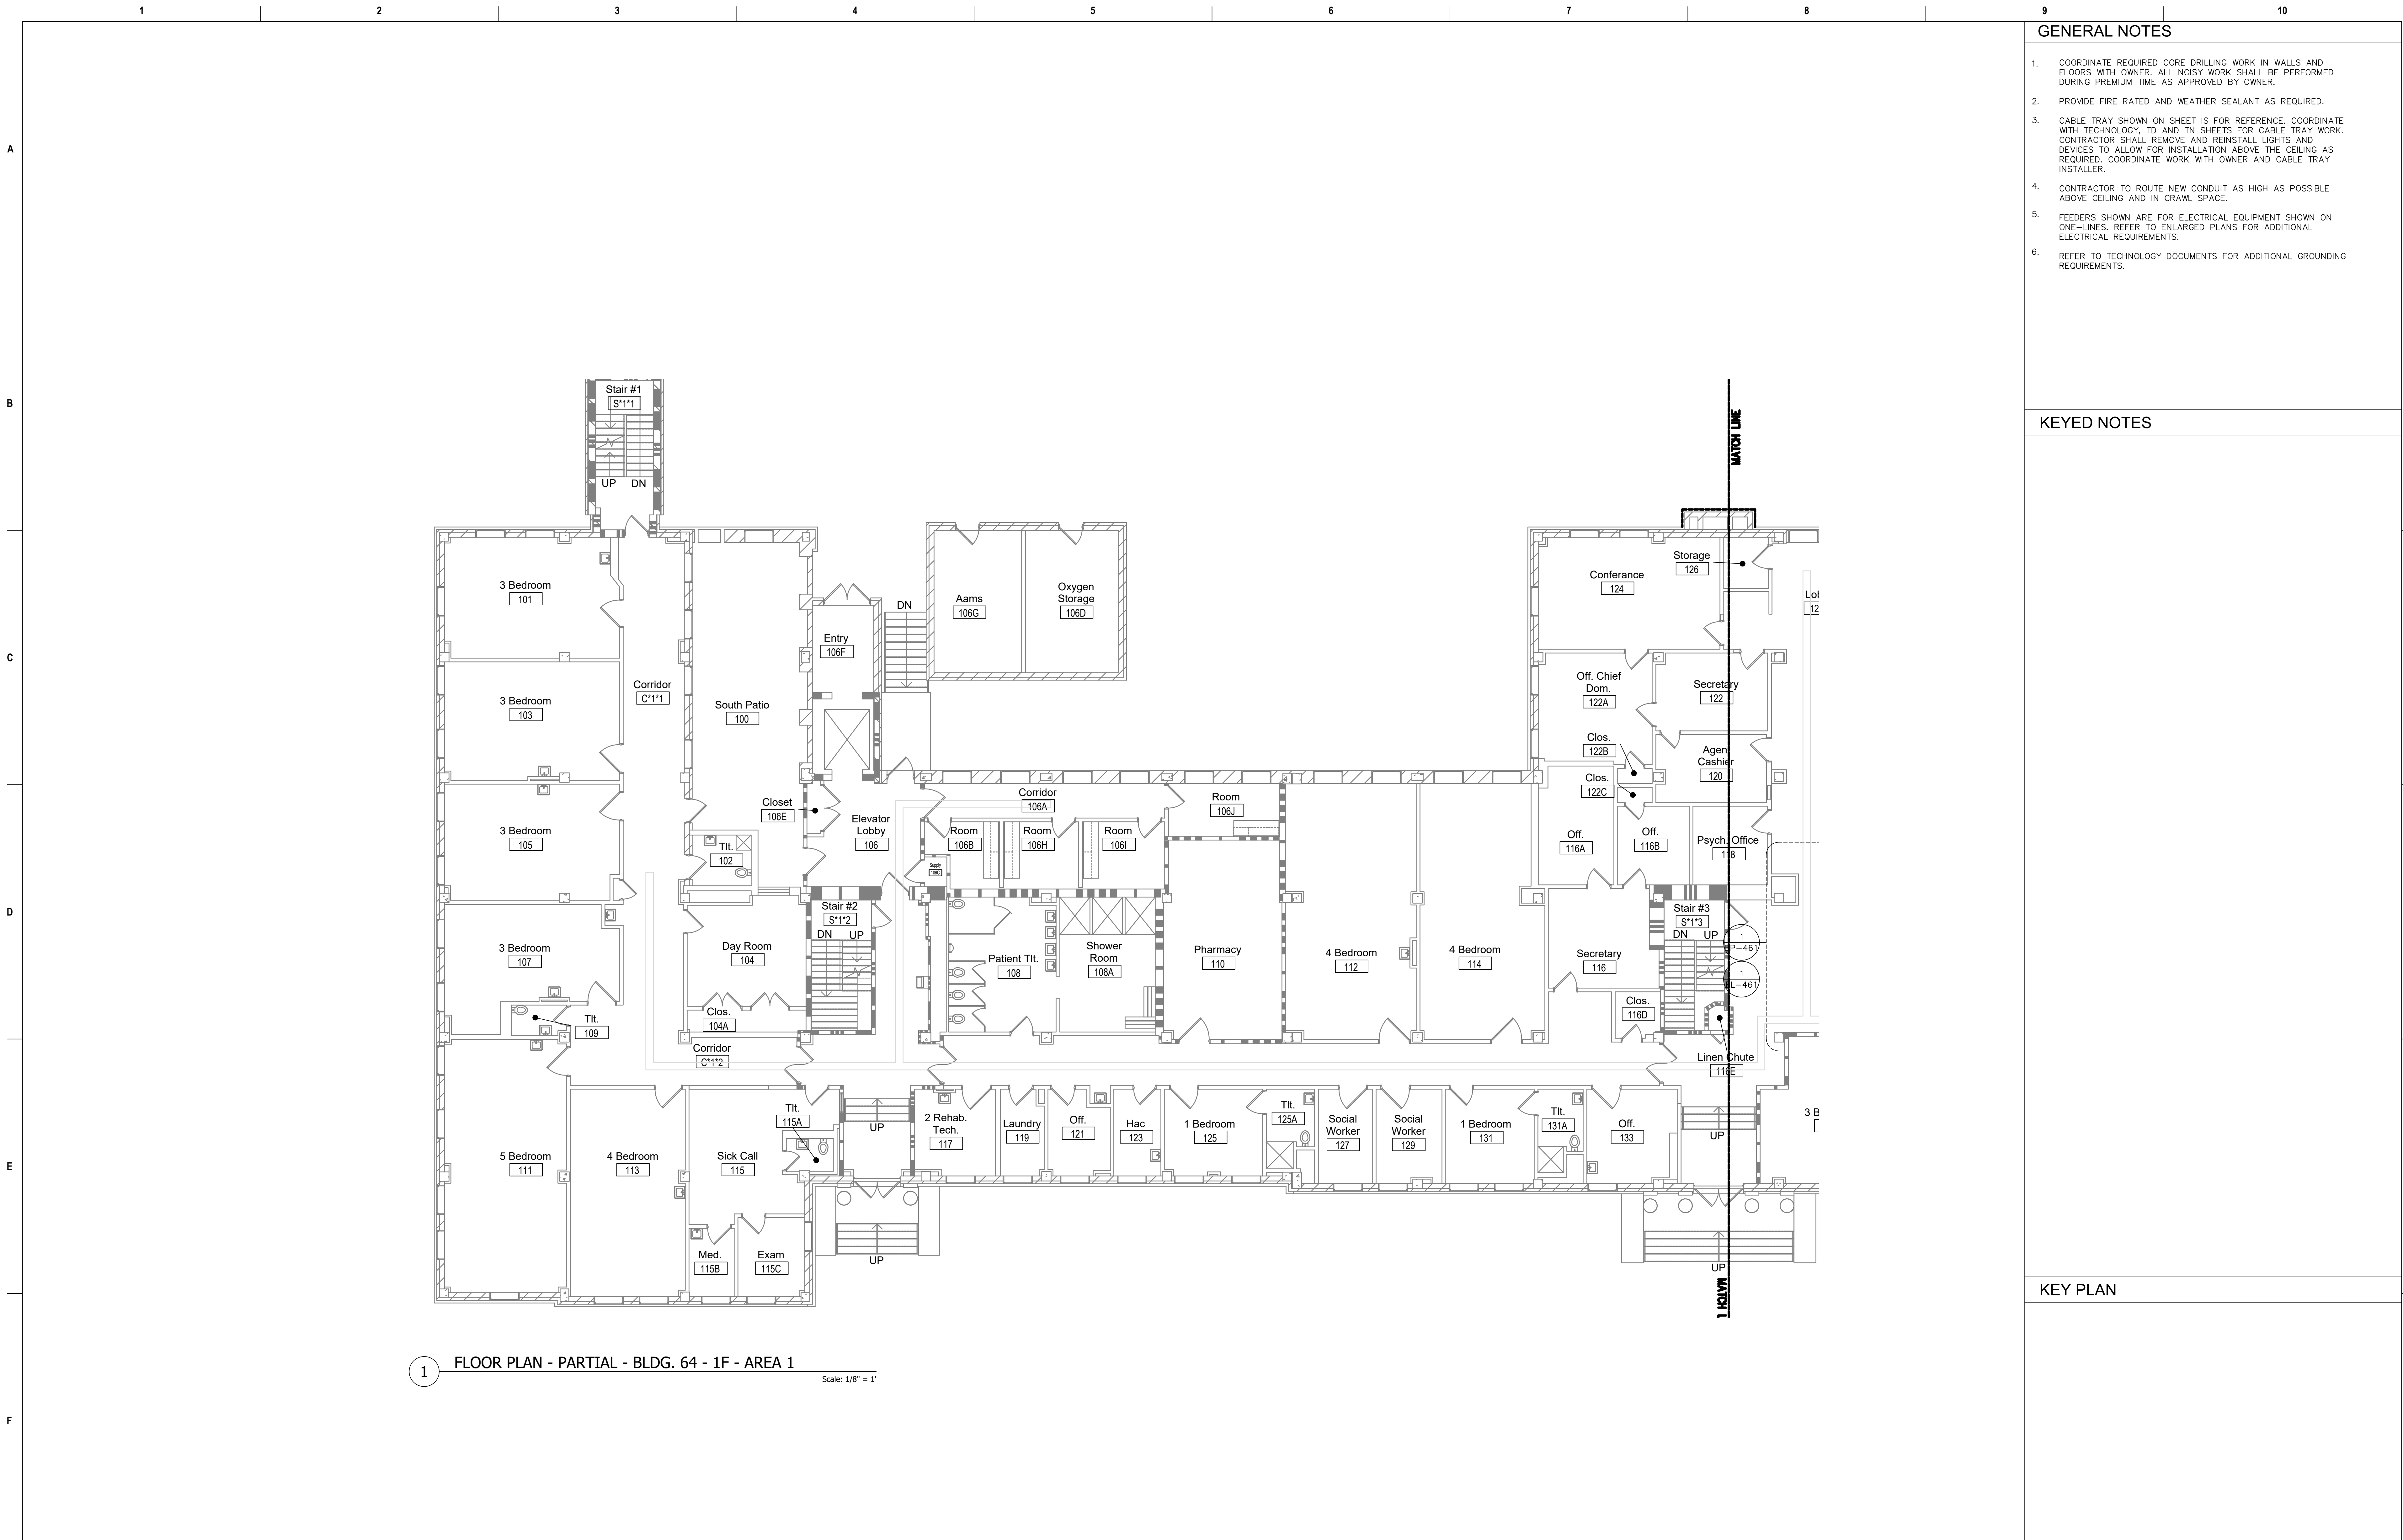 1 2 3 4 5 6 7 8 9 10
A
B
C
D
E
F
GENERAL NOTES
1. COORDINATE REQUIRED CORE DRILLING WORK IN WALLS AND
FLOORS WITH OWNER. ALL NOISY WORK SHALL BE PERFORMED
DURING PREMIUM TIME AS APPROVED BY OWNER.
2. PROVIDE FIRE RATED AND WEATHER SEALANT AS REQUIRED.
3. CABLE TRAY SHOWN ON SHEET IS FOR REFERENCE. COORDINATE
WITH TECHNOLOGY, TD AND TN SHEETS FOR CABLE TRAY WORK.
CONTRACTOR SHALL REMOVE AND REINSTALL LIGHTS AND
DEVICES TO ALLOW FOR INSTALLATION ABOVE THE CEILING AS
REQUIRED. COORDINATE WORK WITH OWNER AND CABLE TRAY
INSTALLER.
4. CONTRACTOR TO ROUTE NEW CONDUIT AS HIGH AS POSSIBLE
ABOVE CEILING AND IN CRAWL SPACE.
5. FEEDERS SHOWN ARE FOR ELECTRICAL EQUIPMENT SHOWN ON
ONE-LINES. REFER TO ENLARGED PLANS FOR ADDITIONAL
ELECTRICAL REQUIREMENTS.
6. REFER TO TECHNOLOGY DOCUMENTS FOR ADDITIONAL GROUNDING
REQUIREMENTS.
KEYED NOTES
KEY PLAN
Stair #1
S*1*1
UP DN
MATCH LINE
3 Bedroom
101
3 Bedroom
103
3 Bedroom
105
3 Bedroom
107
Tlt.
109
Corridor
C*1*1
South Patio
100
Entry
106F
DN
Aams
106G
Oxygen
Storage
106D
Closet
106E
Elevator
Lobby
106
Tlt.
102
Day Room
104
Clos.
104A
Corridor
C*1*2
Stair #2
S*1*2
DN UP
Corridor
106A
Room
106B
Room
106H
Room
106I
Room
106J
Supply
106C
Patient Tlt.
108
Shower
Room
108A
Pharmacy
110
4 Bedroom
112
4 Bedroom
114
Conferance
124
Storage
126
Lob
12
Off. Chief
Dom.
122A
Secretary
122
Clos.
122B
Agent
Cashier
120
Clos.
122C
Off.
116A
Off.
116B
Psych. Office
118
Secretary
116
Stair #3
S*1*3
DN UP
1
EP-461
1
EL-461
Clos.
116D
Linen Chute
116E
5 Bedroom
111
4 Bedroom
113
Sick Call
115
Tlt.
115A
Med.
115B
Exam
115C
UP
UP
2 Rehab.
Tech.
117
Laundry
119
Off.
121
Hac
123
1 Bedroom
125
Tlt.
125A
Social
Worker
127
Social
Worker
129
1 Bedroom
131
Tlt.
131A
Off.
133
UP
UP
3 B
MATCH L
1 FLOOR PLAN - PARTIAL - BLDG. 64 - 1F - AREA 1
Scale: 1/8" = 1'